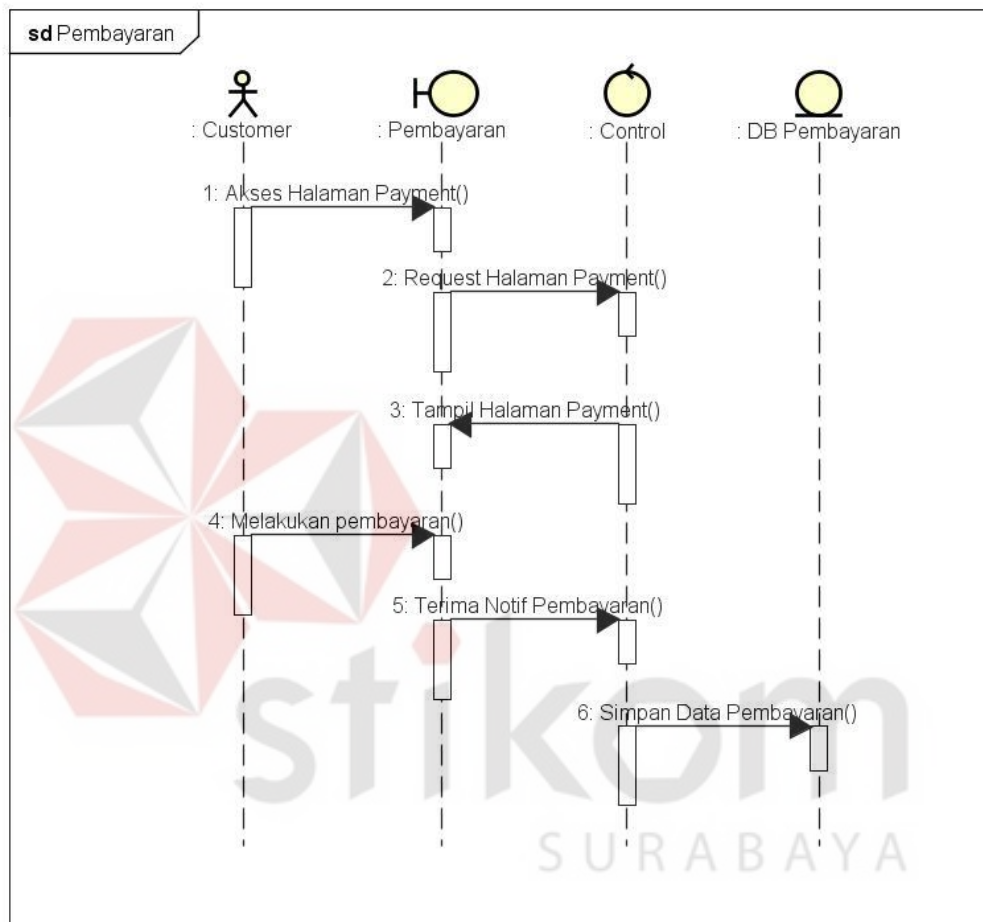 sd Pembayaran
: Customer
: Pembayaran
: Control
: DB Pembayaran
1: Akses Halaman Payment()
2: Request Halaman Payment()
3: Tampil Halaman Payment()
4: Melakukan pembayaran()
5: Terima Notif Pembayaran()
6: Simpan Data Pembayaran()
stikom
SURABAYA